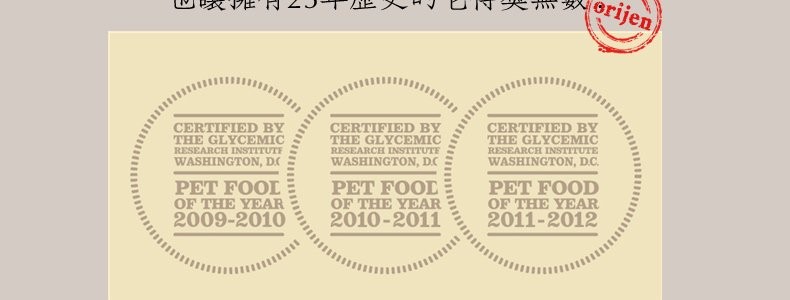 也讓擁有25年歷史的它得獎無數
orijen
CERTIFIED BY
THE GLYCEMIC
RESEARCH INSTITUTE
WASHINGTON, D.C
PET FOOD
OF THE YEAR
2009-2010
CERTIFIED BY
THE GLYCEMIC
RESEARCH INSTITUTE
WASHINGTON, D.C
PET FOOD
OF THE YEAR
2010-2011
CERTIFIED BY
THE GLYCEMIC
RESEARCH INSTITUTE
WASHINGTON, D.C.
PET FOOD
OF THE YEAR
2011-2012